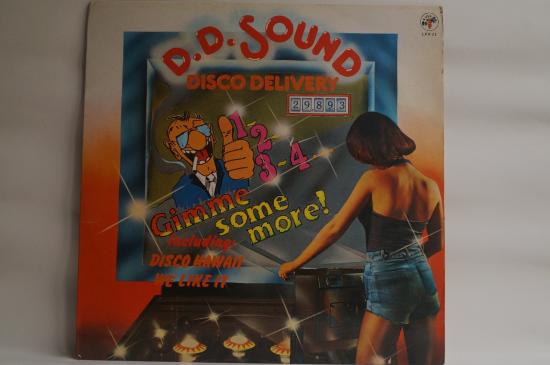 D.D. SOUND
DISCO DELIVERY
29893
1-2
3-4
Gimme
some
more!
including:
DISCO HAWAII
WE LIKE IT